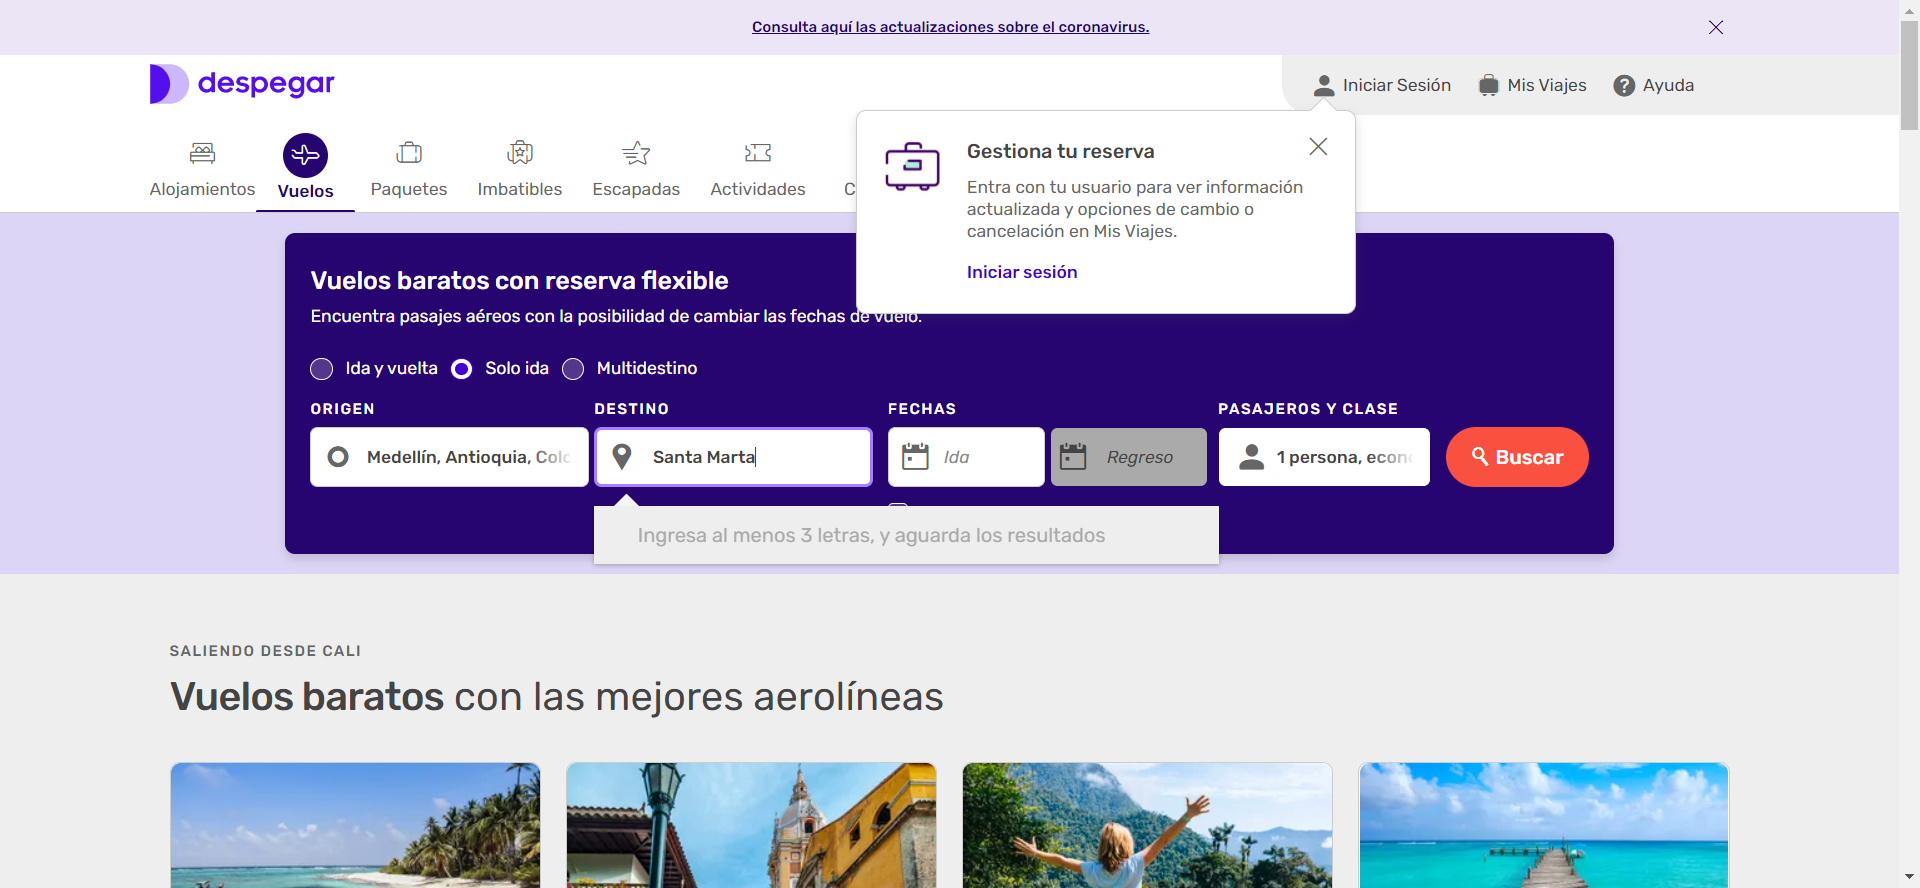 Consulta aquí las actualizaciones sobre el coronavirus.
despegar
Iniciar Sesión
Mis Viajes
Ayuda
Alojamientos
Vuelos
Paquetes
Imbatibles
Escapadas
Actividades
C
Gestiona tu reserva
Entra con tu usuario para ver información
actualizada y opciones de cambio o
cancelación en Mis Viajes.
Iniciar sesión
Vuelos baratos con reserva flexible
Encuentra pasajes aéreos con la posibilidad de cambiar las fechas de vuelo.
Ida y vuelta
Solo ida
Multidestino
ORIGEN
DESTINO
FECHAS
PASAJEROS Y CLASE
Medellín, Antioquia, Colo
Santa Marta
Ida
Regreso
1 persona, econo
Buscar
Ingresa al menos 3 letras, y aguarda los resultados
SALIENDO DESDE CALI
Vuelos baratos con las mejores aerolíneas